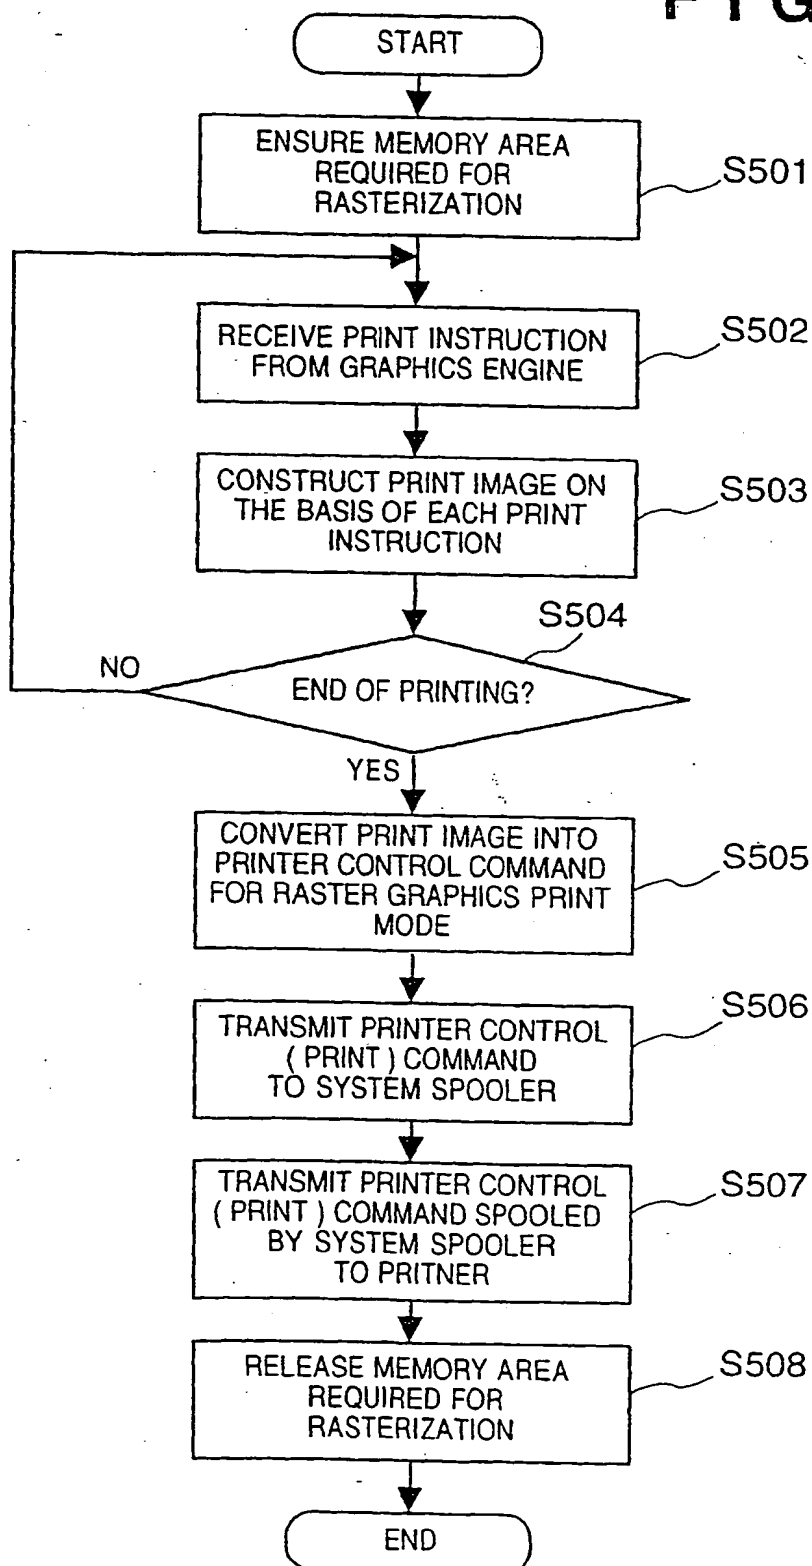 FIG
START
ENSURE MEMORY AREA
REQUIRED FOR
RASTERIZATION
S501
RECEIVE PRINT INSTRUCTION
FROM GRAPHICS ENGINE
S502
CONSTRUCT PRINT IMAGE ON
THE BASIS OF EACH PRINT
INSTRUCTION
S503
S504
NO
END OF PRINTING?
YES
CONVERT PRINT IMAGE INTO
PRINTER CONTROL COMMAND
FOR RASTER GRAPHICS PRINT
MODE
S505
TRANSMIT PRINTER CONTROL
( PRINT ) COMMAND
TO SYSTEM SPOOLER
S506
TRANSMIT PRINTER CONTROL
( PRINT ) COMMAND SPOOLED
BY SYSTEM SPOOLER
TO PRITNER
S507
RELEASE MEMORY AREA
REQUIRED FOR
RASTERIZATION
S508
END